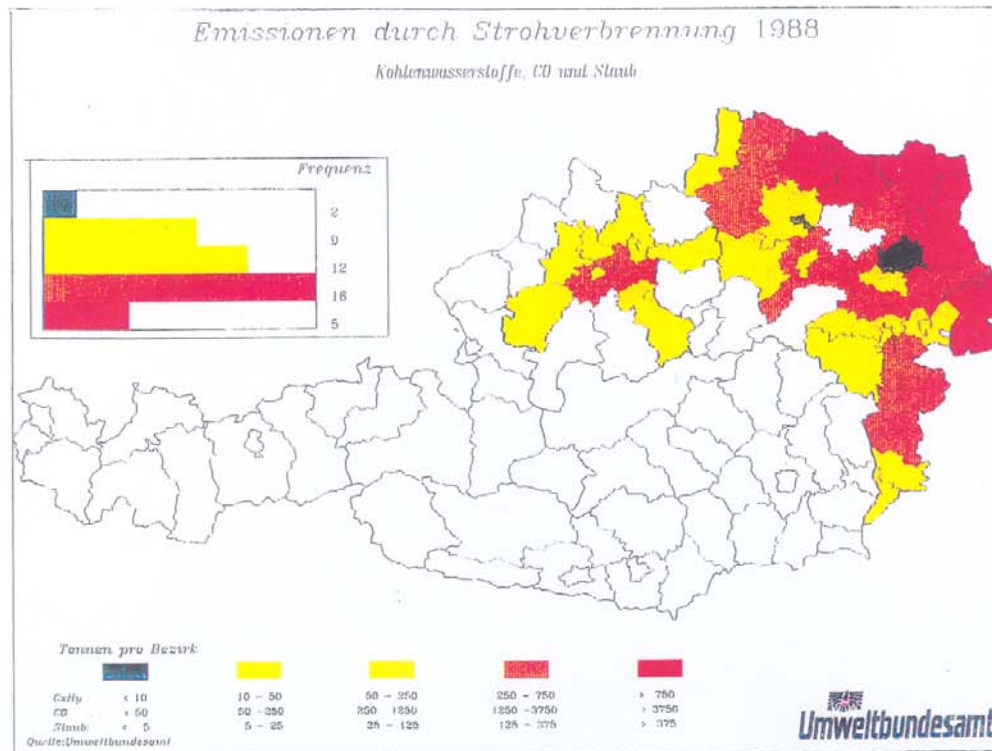 Emissionen durch Strohverbrennung 1988
Kohlenwasserstoffe, CO und Staub
Frequenz
2
9
12
16
5
Tonnen pro Bezirk
CxHy < 10 10 - 50 50 - 250 250 - 750 > 750
CO < 50 50 - 250 250 - 1250 1250 - 3750 > 3750
Staub: < 5 5 - 25 25 - 125 125 - 375 > 375
Quelle:Umweltbundesamt
Umweltbundesamt